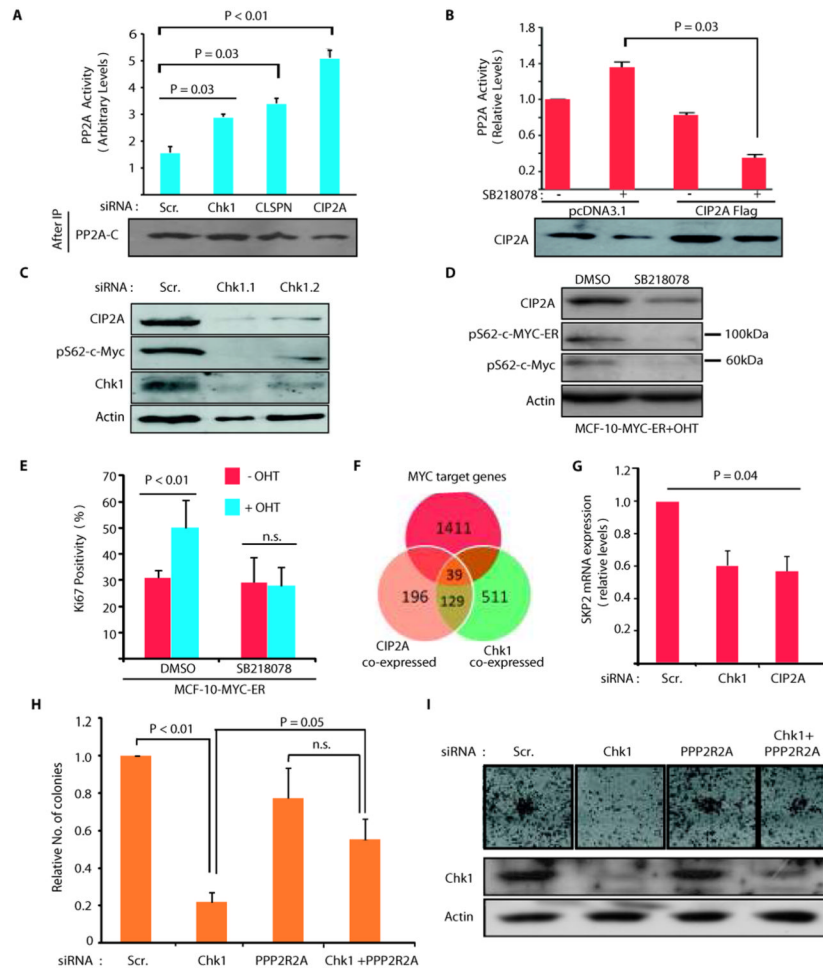 A
P < 0.01
P = 0.03
P = 0.03
PP2A Activity
( Arbitrary Levels )
6
5
4
3
2
1
siRNA :
Scr.
Chk1
CLSPN
CIP2A
After IP
PP2A-C
B
P = 0.03
PP2A Activity
( Relative Levels )
1.8
1.4
1.0
0.6
0.2
SB218078 :
-
+
-
+
pcDNA3.1
CIP2A Flag
CIP2A
C
siRNA :
Scr.
Chk1.1
Chk1.2
CIP2A
pS62-c-Myc
Chk1
Actin
D
DMSO
SB218078
CIP2A
pS62-c-MYC-ER
100kDa
pS62-c-Myc
60kDa
Actin
MCF-10-MYC-ER+OHT
E
P < 0.01
- OHT
+ OHT
n.s.
Ki67 Positivity ( % )
70
60
50
40
30
20
10
DMSO
SB218078
MCF-10-MYC-ER
F
MYC target genes
1411
39
196
129
511
CIP2A
co-expressed
Chk1
co-expressed
G
P = 0.04
SKP2 mRNA expression
( relative levels )
1.2
1.0
0.8
0.6
0.4
0
siRNA :
Scr.
Chk1
CIP2A
H
P = 0.05
P < 0.01
n.s.
Relative No. of colonies
1.2
1.0
0.8
0.6
0.4
0.2
0
siRNA :
Scr.
Chk1
PPP2R2A
Chk1 +PPP2R2A
I
siRNA :
Scr.
Chk1
PPP2R2A
Chk1+
PPP2R2A
Chk1
Actin